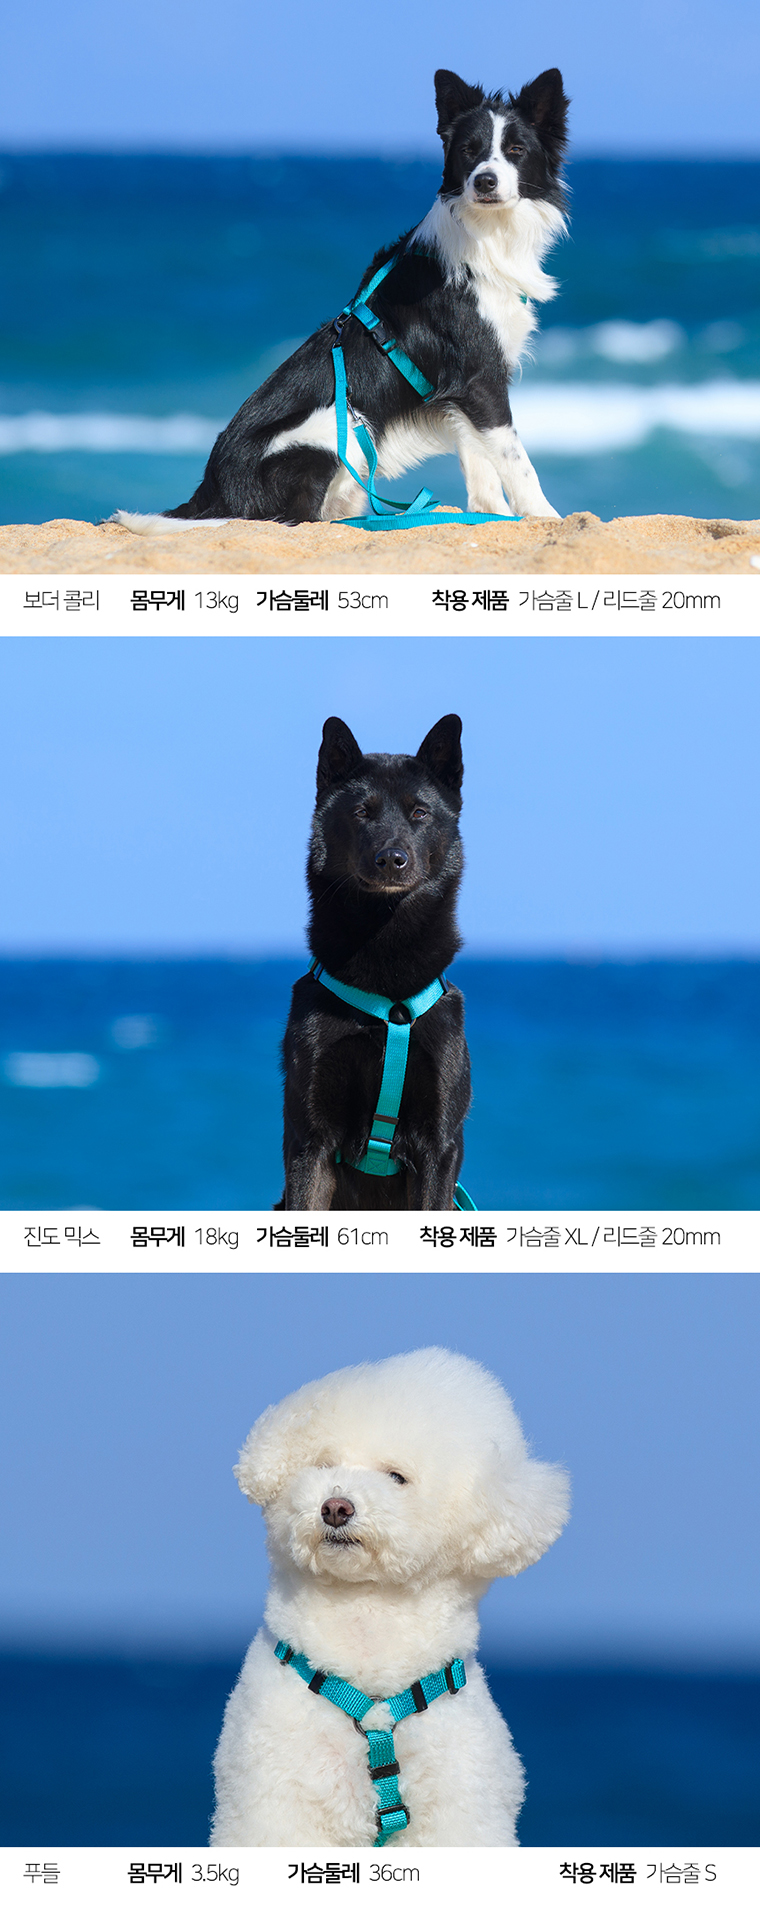 보더 콜리 몸무게 13kg 가슴둘레 53cm 착용 제품 가슴줄 L / 리드줄 20mm
진도 믹스 몸무게 18kg 가슴둘레 61cm 착용 제품 가슴줄 XL / 리드줄 20mm
푸들 몸무게 3.5kg 가슴둘레 36cm 착용 제품 가슴줄 S